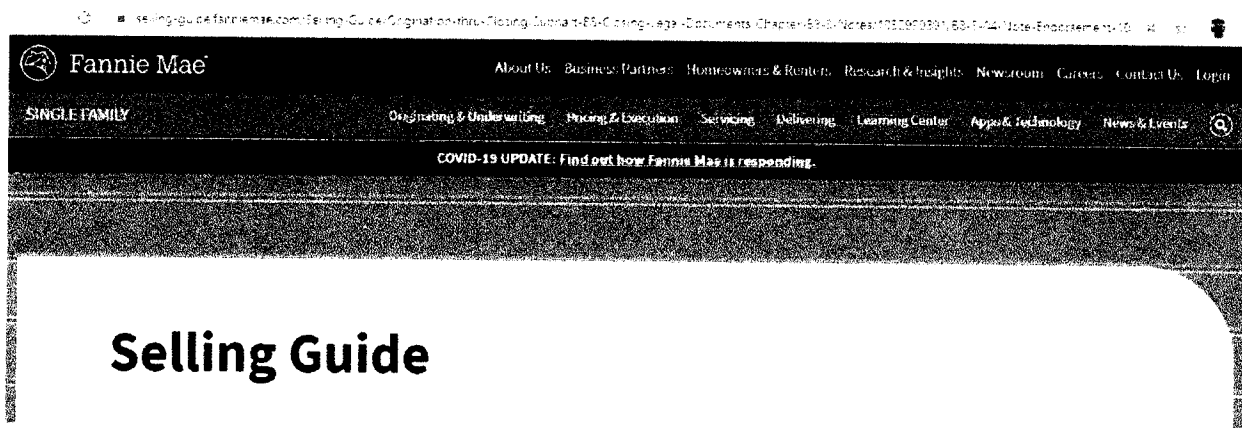 Fannie Mae
About Us Business Partners Homeowners & Renters Research & Insights Newsroom Careers Contact Us Login
SINGLE FAMILY Originating & Underwriting Pricing & Execution Servicing Delivering Learning Center Apps & Technology News & Events
COVID-19 UPDATE: Find out how Fannie Mae is responding.
Selling Guide